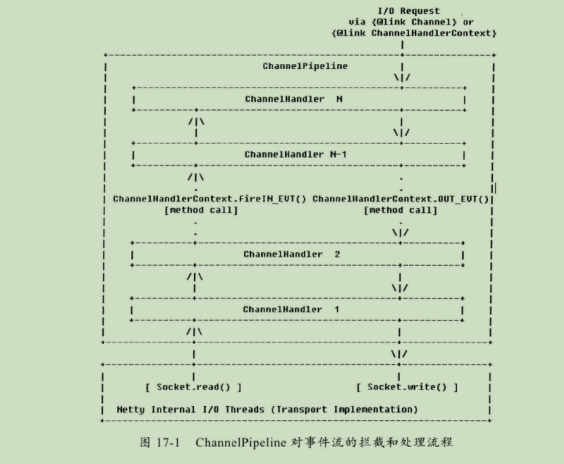 I/O Request
via {@link Channel} or
{@link ChannelHandlerContext}
ChannelPipeline
ChannelHandler N
ChannelHandler N-1
ChannelHandlerContext.fireIN_EVT() ChannelHandlerContext.OUT_EVT()
[method call] [method call]
ChannelHandler 2
ChannelHandler 1
[ Socket.read() ] [ Socket.write() ]
Netty Internal I/O Threads (Transport Implementation)
图 17-1 ChannelPipeline 对事件流的拦截和处理流程